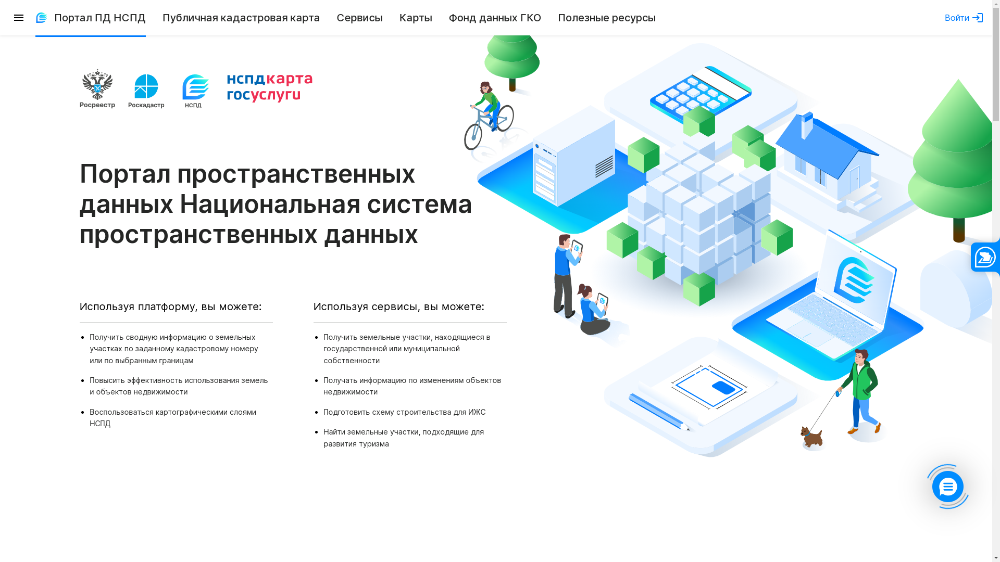 Портал ПД НСПД
Публичная кадастровая карта
Сервисы
Карты
Фонд данных ГКО
Полезные ресурсы
Войти
Росреестр
Роскадастр
НСПД
нспдкарта
госуслуги
Портал пространственных
данных Национальная система
пространственных данных
Используя платформу, вы можете:
Получить сводную информацию о земельных
участках по заданному кадастровому номеру
или по выбранным границам
Повысить эффективность использования земель
и объектов недвижимости
Воспользоваться картографическими слоями
НСПД
Используя сервисы, вы можете:
Получить земельные участки, находящиеся в
государственной или муниципальной
собственности
Получать информацию по изменениям объектов
недвижимости
Подготовить схему строительства для ИЖС
Найти земельные участки, подходящие для
развития туризма